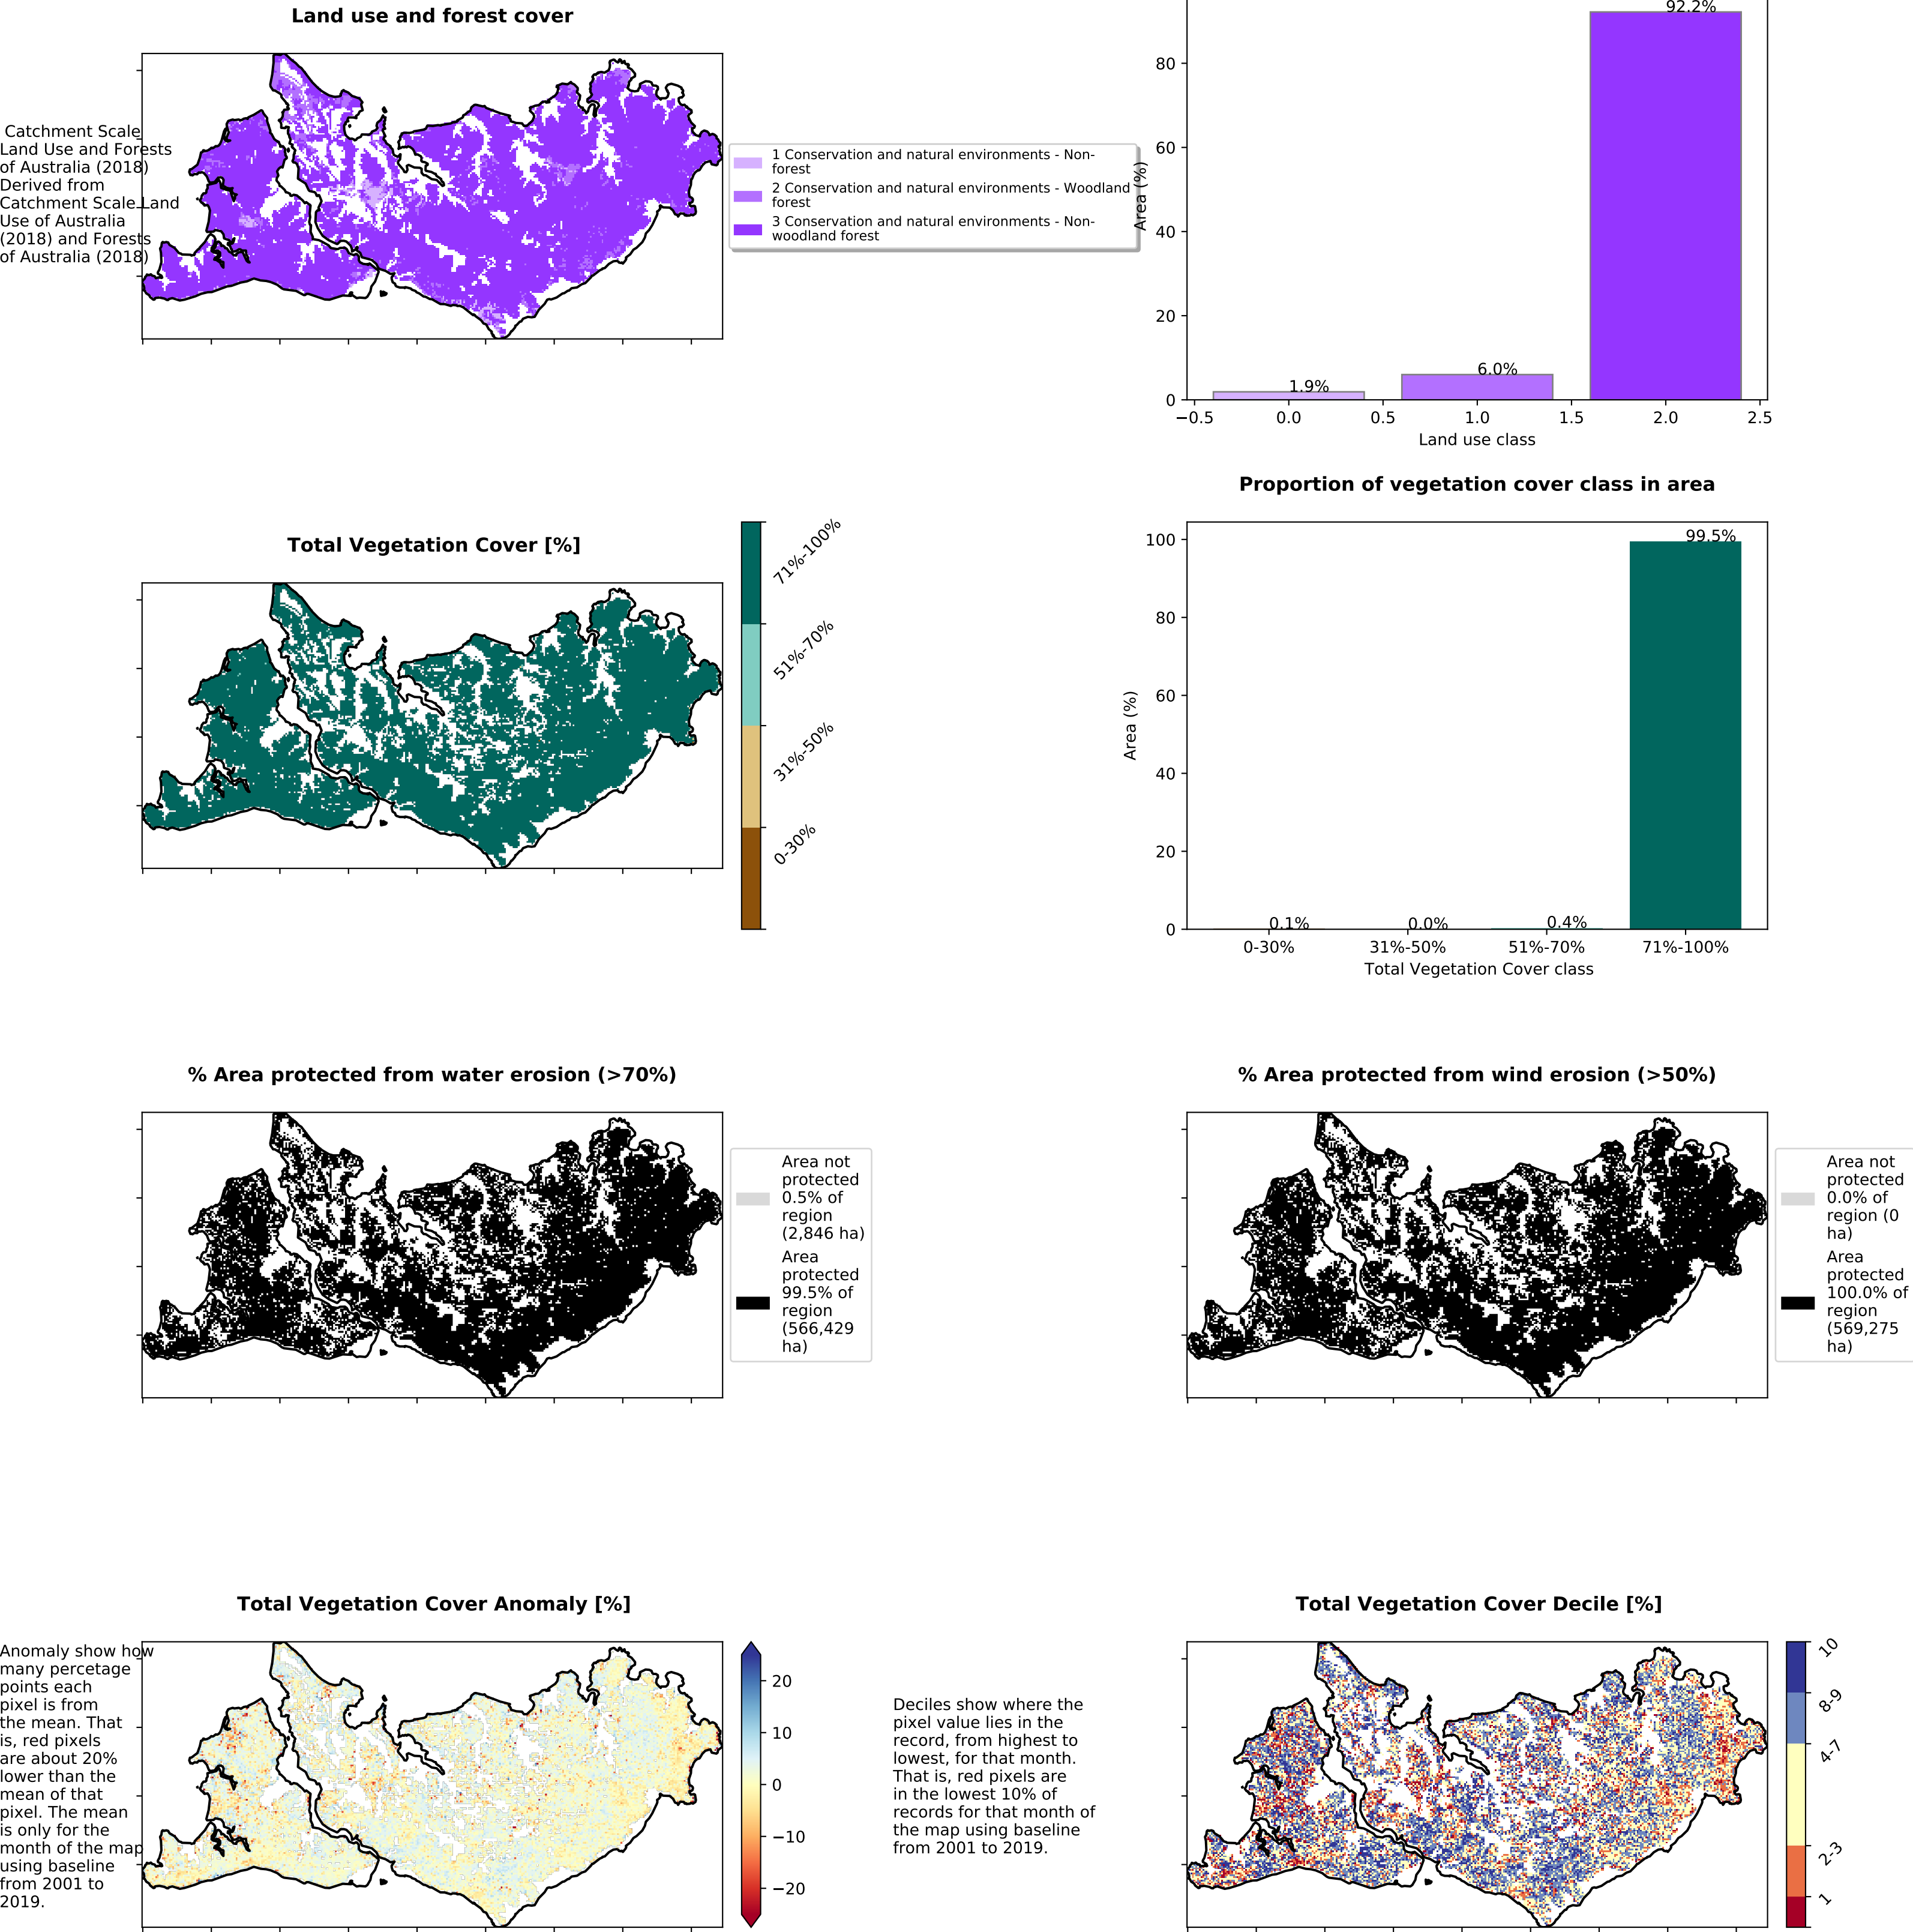 Land use and forest cover
Catchment Scale
Land Use and Forests
of Australia (2018)
Derived from
Catchment Scale Land
Use of Australia
(2018) and Forests
of Australia (2018)
1 Conservation and natural environments - Non-
forest
2 Conservation and natural environments - Woodland
forest
3 Conservation and natural environments - Non-
woodland forest
92.2%
80
60
40
20
0
Area (%)
1.9%
6.0%
−0.5
0.0
0.5
1.0
1.5
2.0
2.5
Land use class
Total Vegetation Cover [%]
71%-100%
51%-70%
31%-50%
0-30%
Proportion of vegetation cover class in area
100
80
60
40
20
0
Area (%)
0.1%
0.0%
0.4%
99.5%
0-30%
31%-50%
51%-70%
71%-100%
Total Vegetation Cover class
% Area protected from water erosion (>70%)
Area not
protected
0.5% of
region
(2,846 ha)
Area
protected
99.5% of
region
(566,429
ha)
% Area protected from wind erosion (>50%)
Area not
protected
0.0% of
region (0
ha)
Area
protected
100.0% of
region
(569,275
ha)
Total Vegetation Cover Anomaly [%]
Anomaly show how
many percetage
points each
pixel is from
the mean. That
is, red pixels
are about 20%
lower than the
mean of that
pixel. The mean
is only for the
month of the map
using baseline
from 2001 to
2019.
20
10
0
−10
−20
Total Vegetation Cover Decile [%]
Deciles show where the
pixel value lies in the
record, from highest to
lowest, for that month.
That is, red pixels are
in the lowest 10% of
records for that month of
the map using baseline
from 2001 to 2019.
10
8-9
4-7
2-3
1